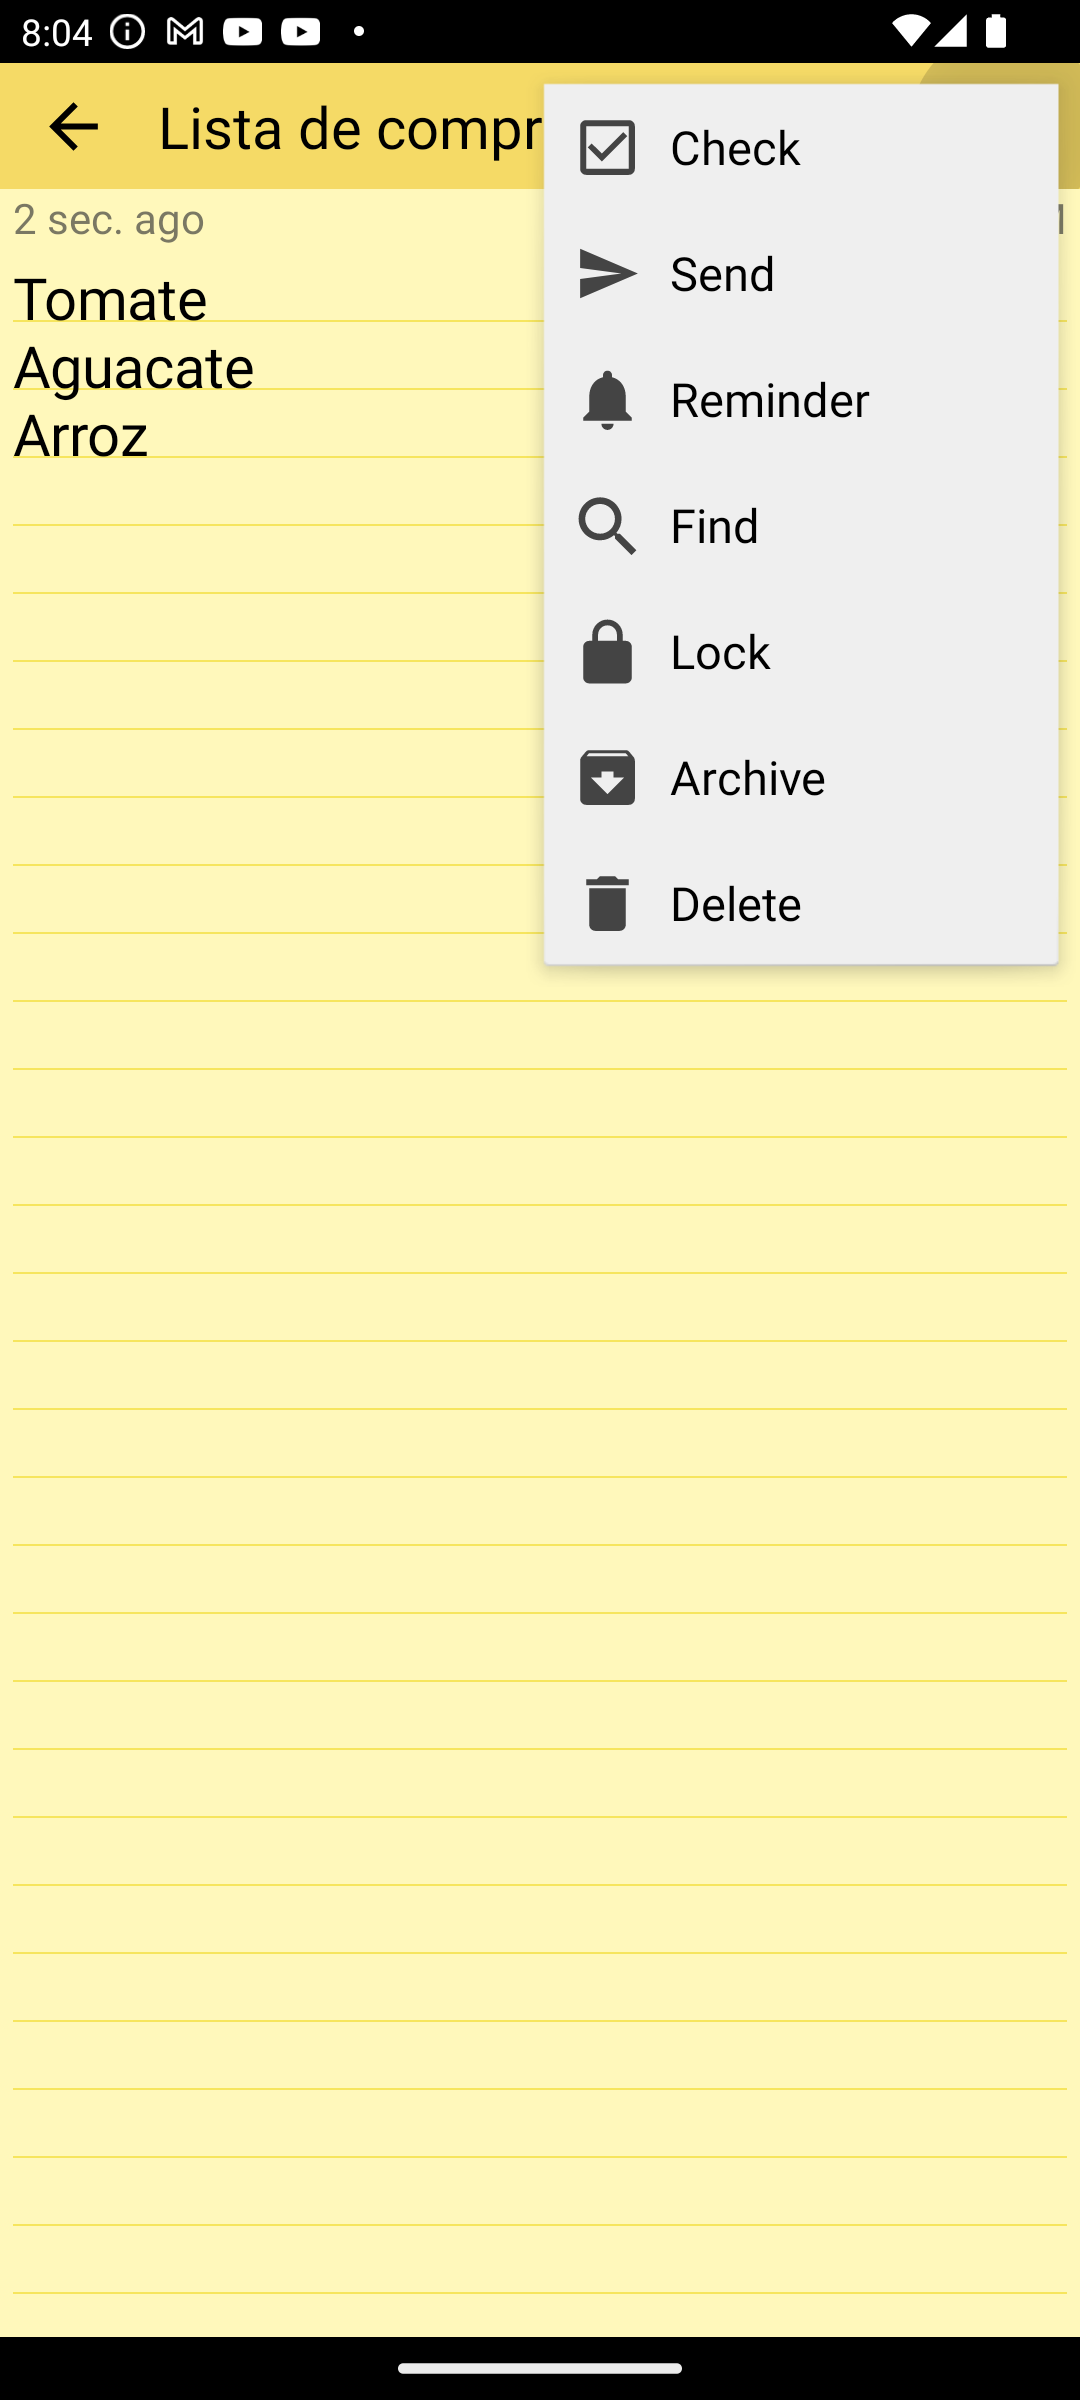 8:04
Lista de compr
2 sec. ago
Tomate
Aguacate
Arroz
Check
Send
Reminder
Find
Lock
Archive
Delete